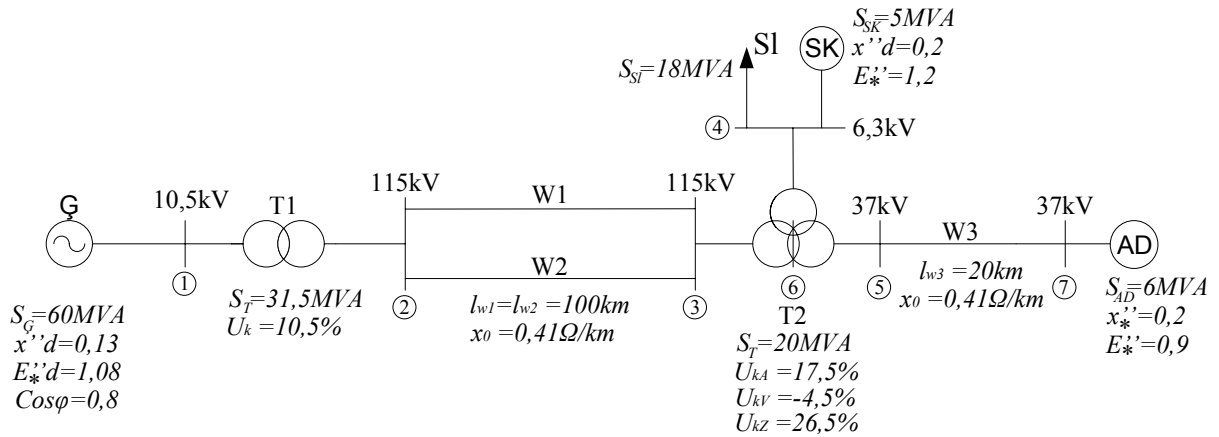 S_SK=5MVA
x’’d=0,2
E*’’=1,2
Sl
SK
S_Sl=18MVA
④
6,3kV
115kV
115kV
10,5kV
T1
W1
37kV
37kV
Ģ
W2
W3
AD
①
②
③
⑥
⑤
⑦
S_Ģ=60MVA
x’’d=0,13
E*’’d=1,08
Cosφ=0,8
S_T=31,5MVA
U_k=10,5%
l_w1=l_w2=100km
x₀=0,41Ω/km
T2
S_T=20MVA
U_kA=17,5%
U_kV=-4,5%
U_kZ=26,5%
l_w3=20km
x₀=0,41Ω/km
S_AD=6MVA
x*’’=0,2
E*’’=0,9